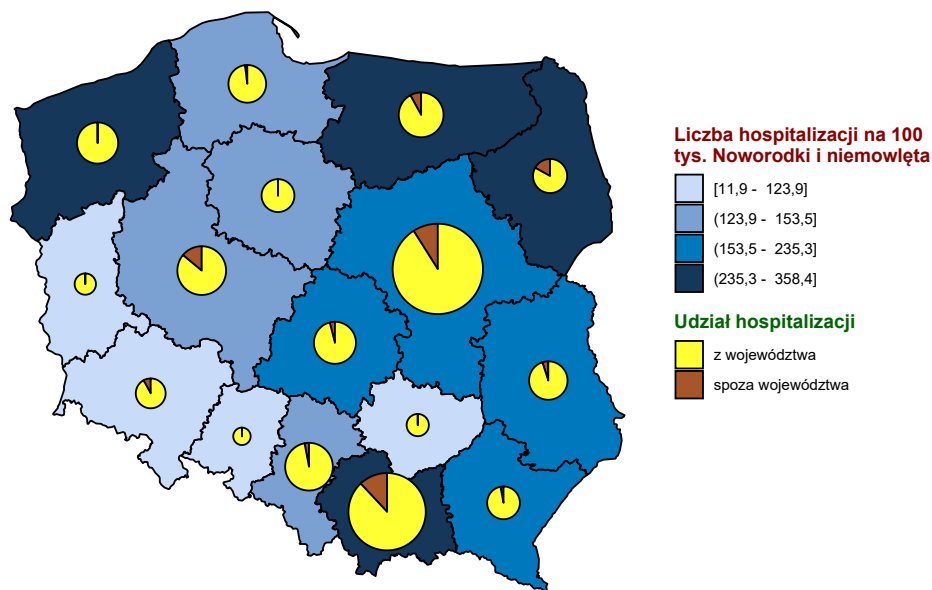 Liczba hospitalizacji na 100
tys. Noworodki i niemowlęta
[11,9 - 123,9]
(123,9 - 153,5]
(153,5 - 235,3]
(235,3 - 358,4]
Udział hospitalizacji
z województwa
spoza województwa